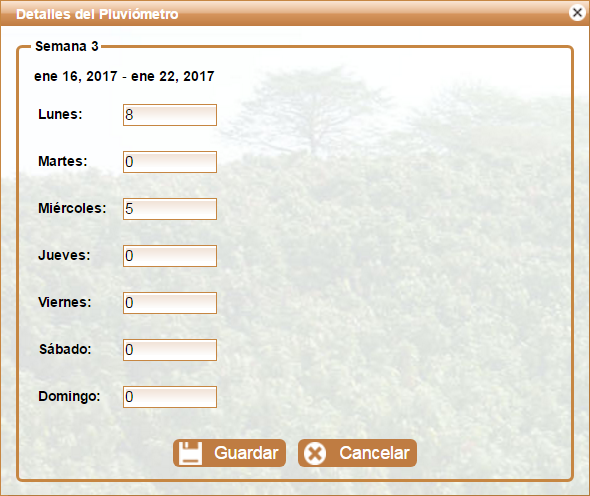 Detalles del Pluviómetro
Semana 3
ene 16, 2017 - ene 22, 2017
Lunes: 8
Martes: 0
Miércoles: 5
Jueves: 0
Viernes: 0
Sábado: 0
Domingo: 0
Guardar Cancelar